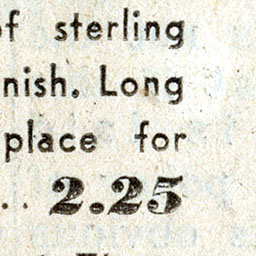 of sterling
nish. Long
place for
.. 2.25